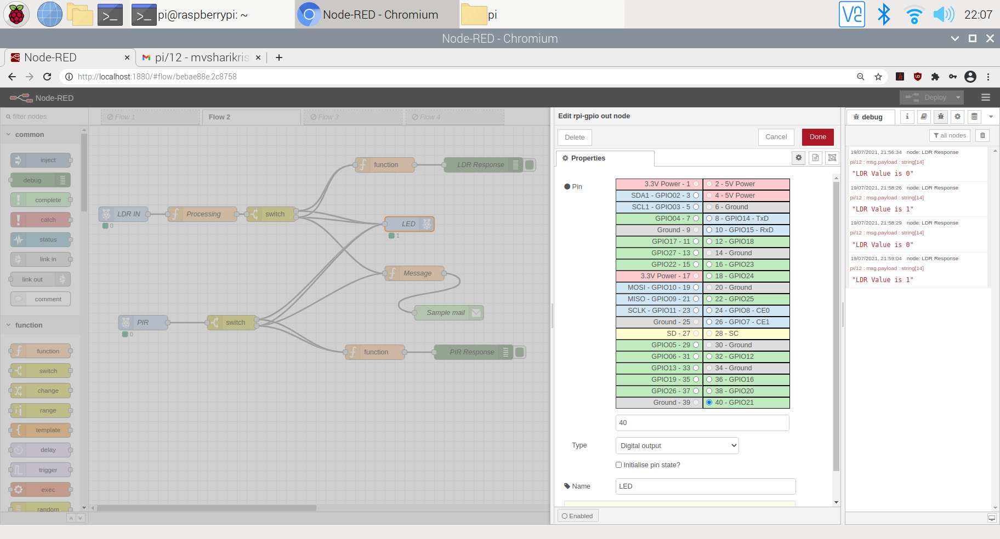 pi@raspberrypi: ~
Node-RED - Chromium
pi
22:07
Node-RED - Chromium
Node-RED
pi/12 - mvsharikris
http://localhost:1880/#flow/bebae88e.2c8758
Node-RED
Deploy
filter nodes
common
inject
debug
complete
catch
status
link in
link out
comment
function
function
switch
change
range
template
delay
trigger
exec
random
Flow 1
Flow 2
Flow 3
Flow 4
function
LDR Response
LDR IN
0
Processing
switch
LED
1
Message
Sample mail
PIR
0
switch
function
PIR Response
Edit rpi-gpio out node
Delete
Cancel
Done
Properties
Pin
3.3V Power - 1
2 - 5V Power
SDA1 - GPIO02 - 3
4 - 5V Power
SCL1 - GPIO03 - 5
6 - Ground
GPIO04 - 7
8 - GPIO14 - TxD
Ground - 9
10 - GPIO15 - RxD
GPIO17 - 11
12 - GPIO18
GPIO27 - 13
14 - Ground
GPIO22 - 15
16 - GPIO23
3.3V Power - 17
18 - GPIO24
MOSI - GPIO10 - 19
20 - Ground
MISO - GPIO09 - 21
22 - GPIO25
SCLK - GPIO11 - 23
24 - GPIO8 - CE0
Ground - 25
26 - GPIO7 - CE1
SD - 27
28 - SC
GPIO05 - 29
30 - Ground
GPIO06 - 31
32 - GPIO12
GPIO13 - 33
34 - Ground
GPIO19 - 35
36 - GPIO16
GPIO26 - 37
38 - GPIO20
Ground - 39
40 - GPIO21
40
Type
Digital output
Initialise pin state?
Name
LED
Enabled
debug
all nodes
19/07/2021, 21:56:34 node: LDR Response
pi/12 : msg.payload : string[14]
"LDR Value is 0"
19/07/2021, 21:58:26 node: LDR Response
pi/12 : msg.payload : string[14]
"LDR Value is 1"
19/07/2021, 21:58:29 node: LDR Response
pi/12 : msg.payload : string[14]
"LDR Value is 0"
19/07/2021, 21:59:04 node: LDR Response
pi/12 : msg.payload : string[14]
"LDR Value is 1"